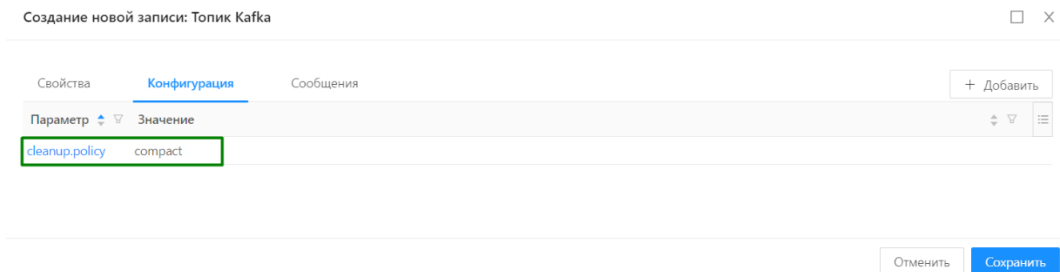 Создание новой записи: Топик Kafka
Свойства Конфигурация Сообщения + Добавить
Параметр Значение
cleanup.policy compact
Отменить Сохранить